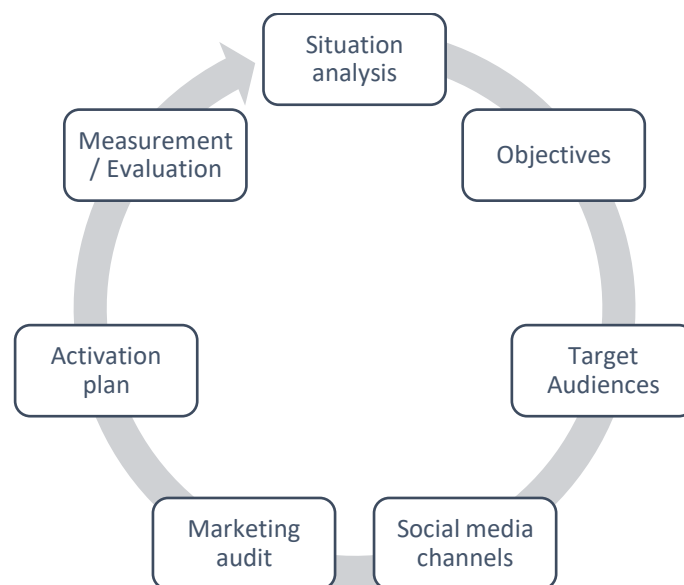 Situation
analysis
Objectives
Target
Audiences
Social media
channels
Marketing
audit
Activation
plan
Measurement
/ Evaluation